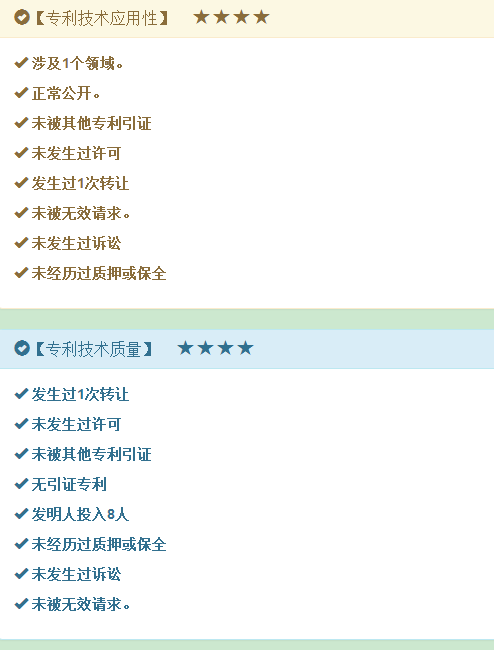 【专利技术应用性】 ★★★★
涉及1个领域。
正常公开。
未被其他专利引证
未发生过许可
发生过1次转让
未被无效请求。
未发生过诉讼
未经历过质押或保全
【专利技术质量】 ★★★★
发生过1次转让
未发生过许可
未被其他专利引证
无引证专利
发明人投入8人
未经历过质押或保全
未发生过诉讼
未被无效请求。